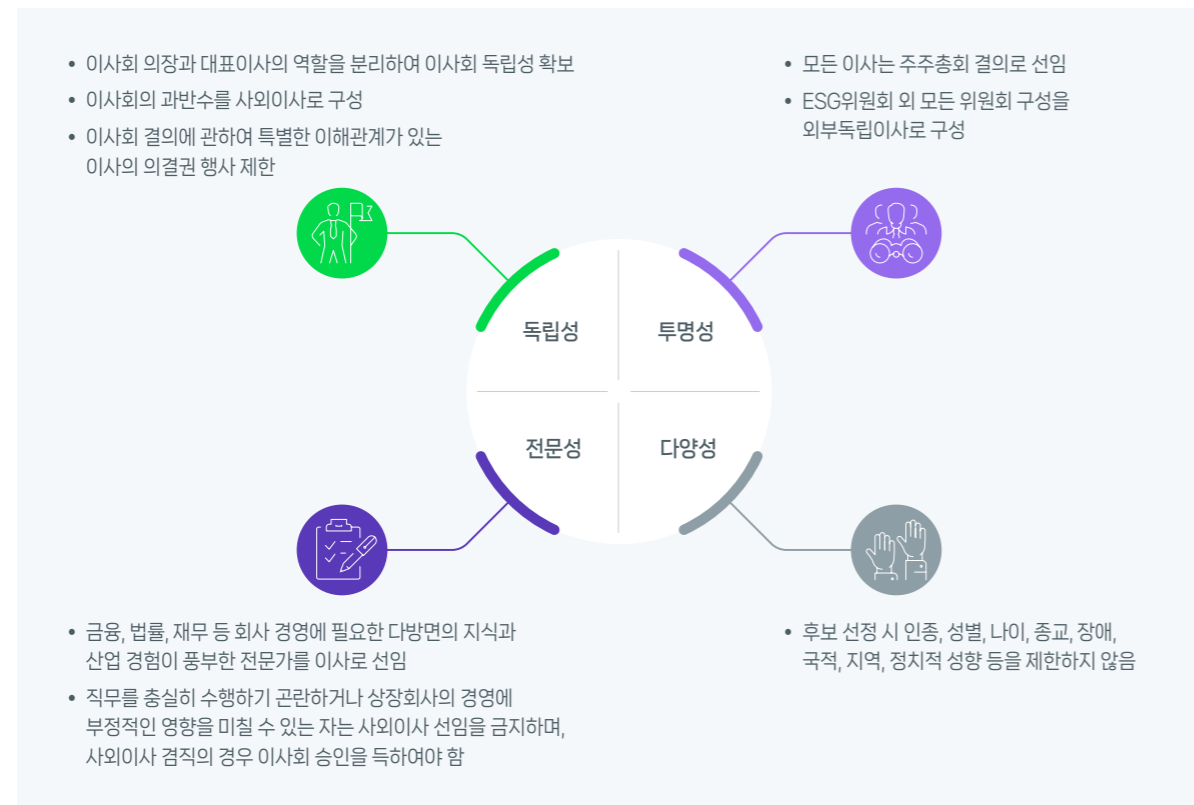 • 이사회 의장과 대표이사의 역할을 분리하여 이사회 독립성 확보
• 이사회의 과반수를 사외이사로 구성
• 이사회 결의에 관하여 특별한 이해관계가 있는
이사의 의결권 행사 제한
• 모든 이사는 주주총회 결의로 선임
• ESG위원회 외 모든 위원회 구성을
외부독립이사로 구성
독립성
투명성
전문성
다양성
• 금융, 법률, 재무 등 회사 경영에 필요한 다방면의 지식과
산업 경험이 풍부한 전문가를 이사로 선임
• 직무를 충실히 수행하기 곤란하거나 상장회사의 경영에
부정적인 영향을 미칠 수 있는 자는 사외이사 선임을 금지하며,
사외이사 겸직의 경우 이사회 승인을 득하여야 함
• 후보 선정 시 인종, 성별, 나이, 종교, 장애,
국적, 지역, 정치적 성향 등을 제한하지 않음